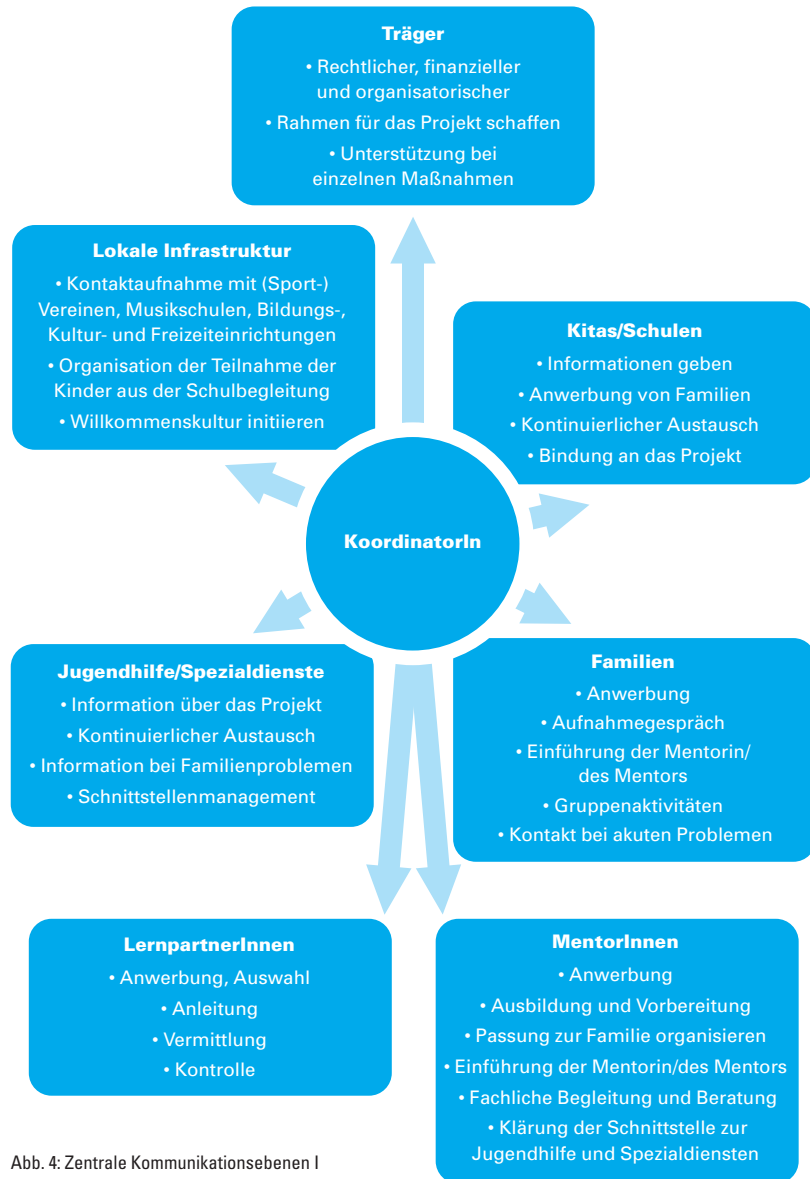 Träger
• Rechtlicher, finanzieller
und organisatorischer
• Rahmen für das Projekt schaffen
• Unterstützung bei
einzelnen Maßnahmen
Lokale Infrastruktur
• Kontaktaufnahme mit (Sport-)
Vereinen, Musikschulen, Bildungs-,
Kultur- und Freizeiteinrichtungen
• Organisation der Teilnahme der
Kinder aus der Schulbegleitung
• Willkommenskultur initiieren
Kitas/Schulen
• Informationen geben
• Anwerbung von Familien
• Kontinuierlicher Austausch
• Bindung an das Projekt
KoordinatorIn
Jugendhilfe/Spezialdienste
• Information über das Projekt
• Kontinuierlicher Austausch
• Information bei Familienproblemen
• Schnittstellenmanagement
Familien
• Anwerbung
• Aufnahmegespräch
• Einführung der Mentorin/
des Mentors
• Gruppenaktivitäten
• Kontakt bei akuten Problemen
LernpartnerInnen
• Anwerbung, Auswahl
• Anleitung
• Vermittlung
• Kontrolle
MentorInnen
• Anwerbung
• Ausbildung und Vorbereitung
• Passung zur Familie organisieren
• Einführung der Mentorin/des Mentors
• Fachliche Begleitung und Beratung
• Klärung der Schnittstelle zur
Jugendhilfe und Spezialdiensten
Abb. 4: Zentrale Kommunikationsebenen I